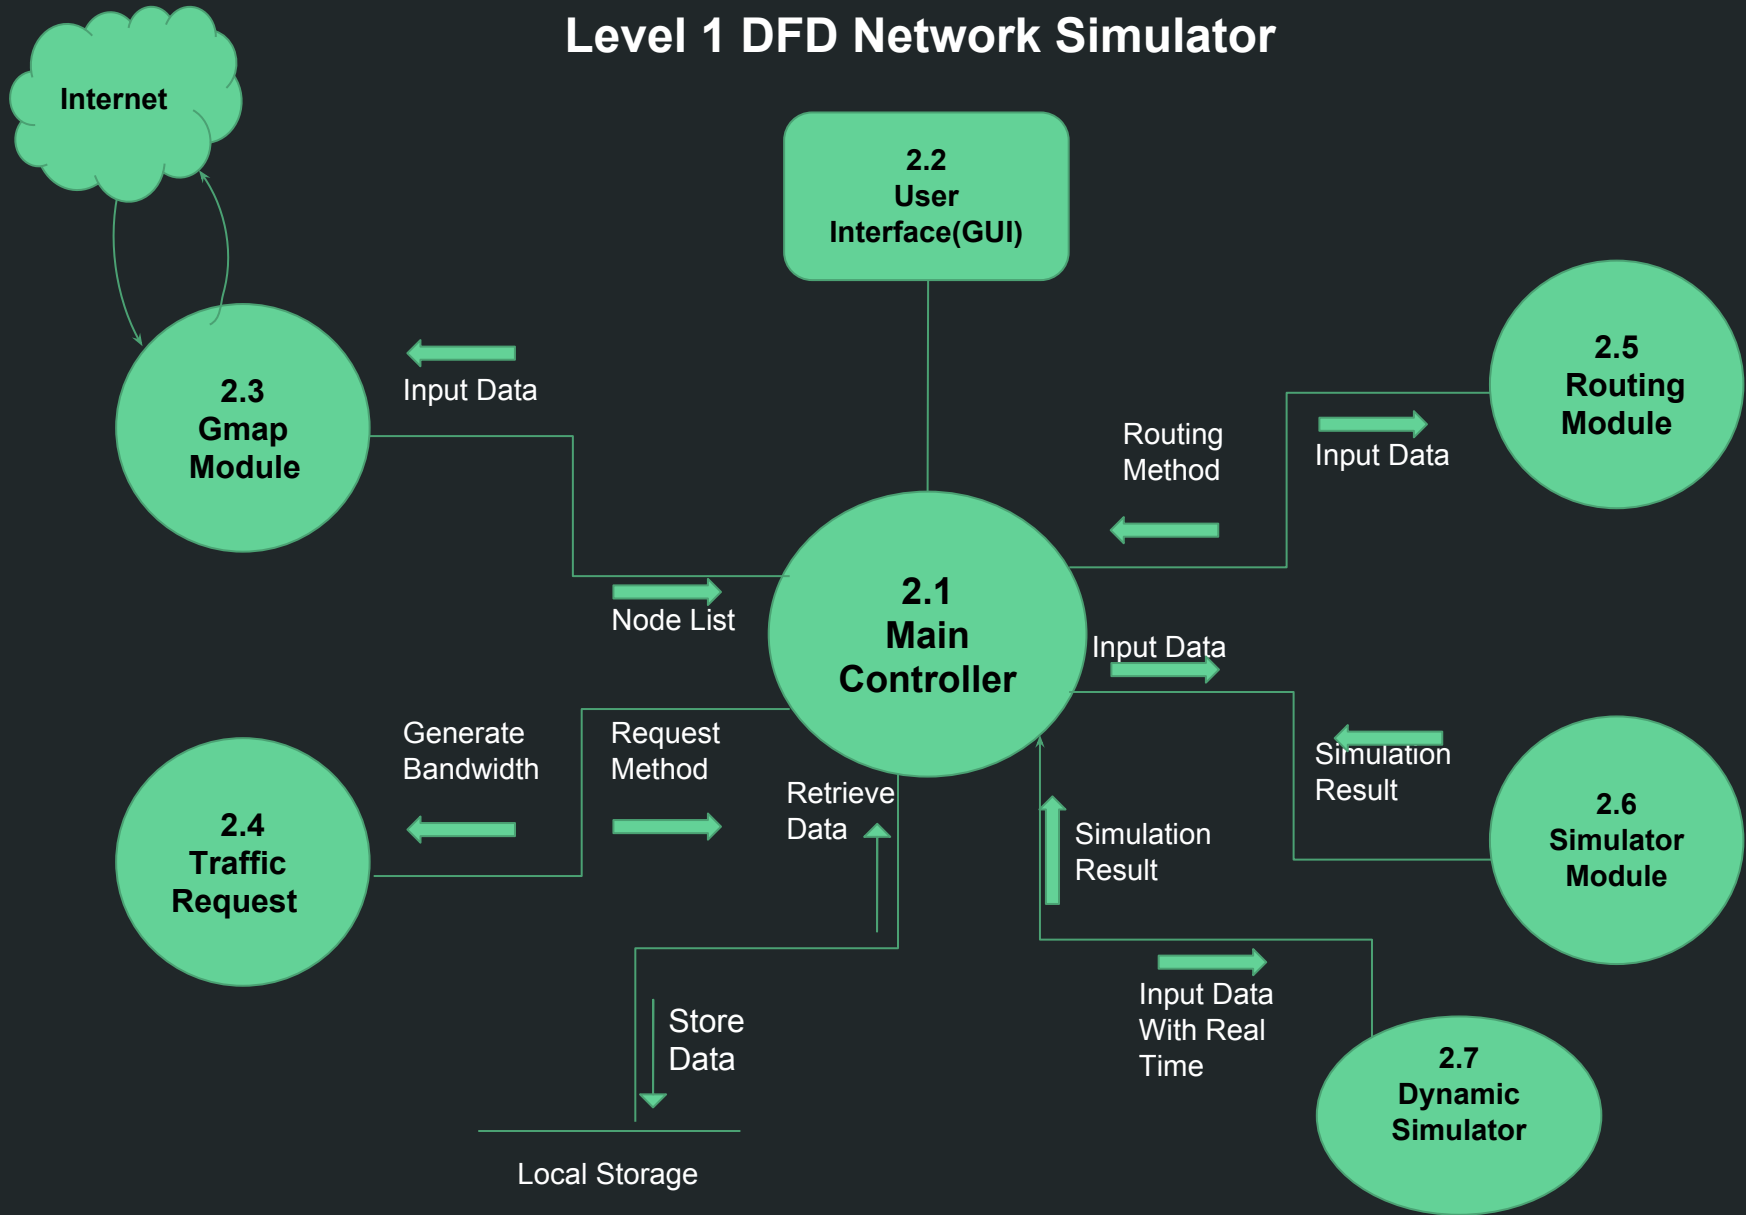 Level 1 DFD Network Simulator
Internet
2.2
User
Interface(GUI)
2.3
Gmap
Module
Input Data
Node List
2.5
Routing
Module
Routing
Method
Input Data
2.1
Main
Controller
Input Data
Simulation
Result
2.6
Simulator
Module
Generate
Bandwidth
Request
Method
2.4
Traffic
Request
Retrieve
Data
Simulation
Result
Store
Data
Input Data
With Real
Time
2.7
Dynamic
Simulator
Local Storage